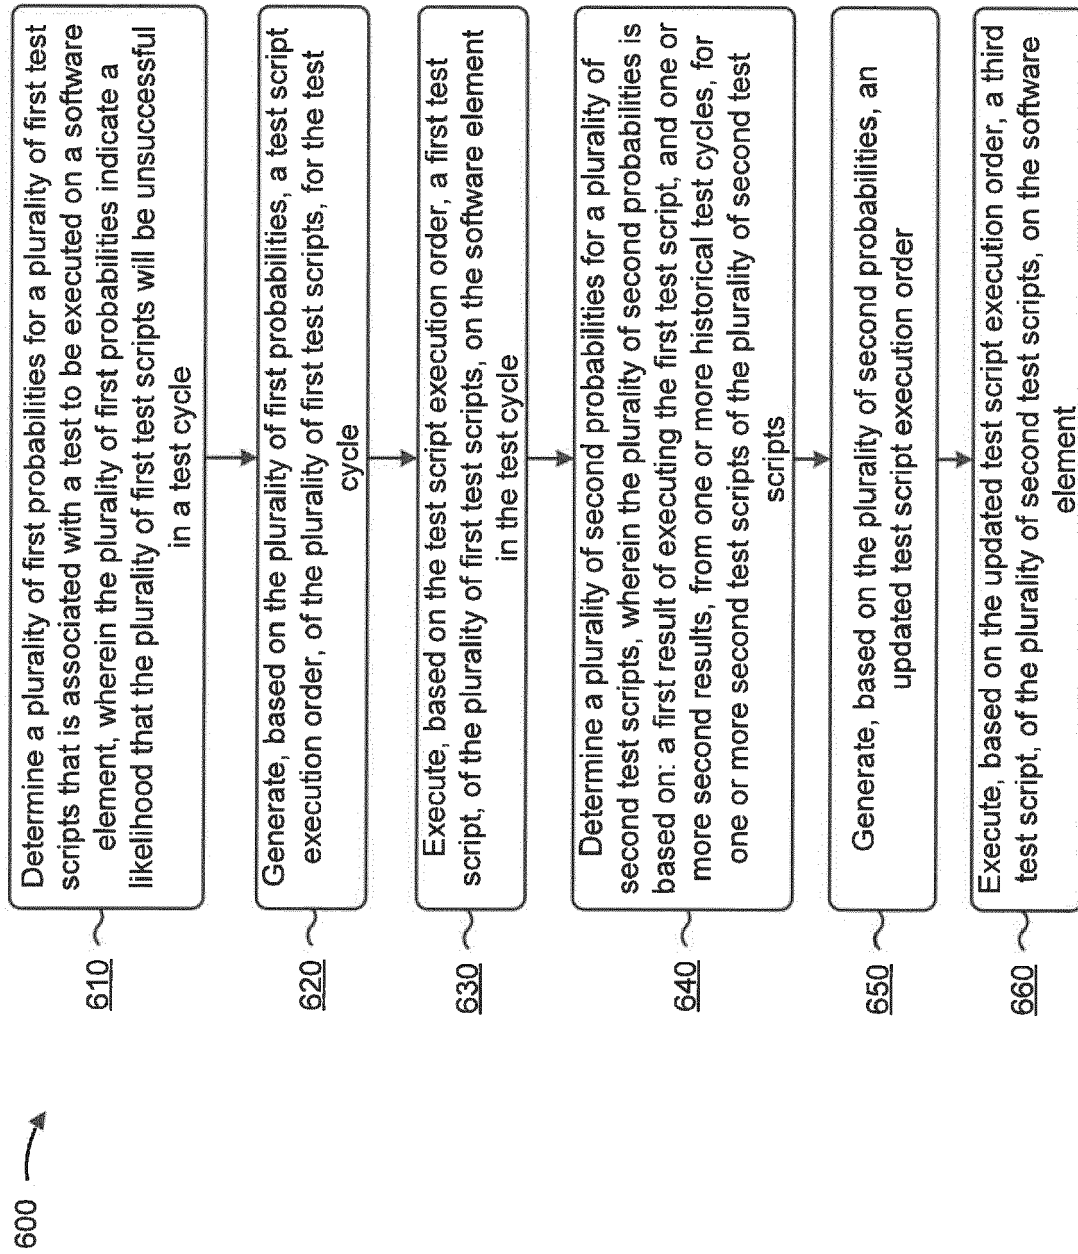 600
610
Determine a plurality of first probabilities for a plurality of first test
scripts that is associated with a test to be executed on a software
element, wherein the plurality of first probabilities indicate a
likelihood that the plurality of first test scripts will be unsuccessful
in a test cycle
620
Generate, based on the plurality of first probabilities, a test script
execution order, of the plurality of first test scripts, for the test
cycle
630
Execute, based on the test script execution order, a first test
script, of the plurality of first test scripts, on the software element
in the test cycle
640
Determine a plurality of second probabilities for a plurality of
second test scripts, wherein the plurality of second probabilities is
based on: a first result of executing the first test script, and one or
more second results, from one or more historical test cycles, for
one or more second test scripts of the plurality of second test
scripts
650
Generate, based on the plurality of second probabilities, an
updated test script execution order
660
Execute, based on the updated test script execution order, a third
test script, of the plurality of second test scripts, on the software
element